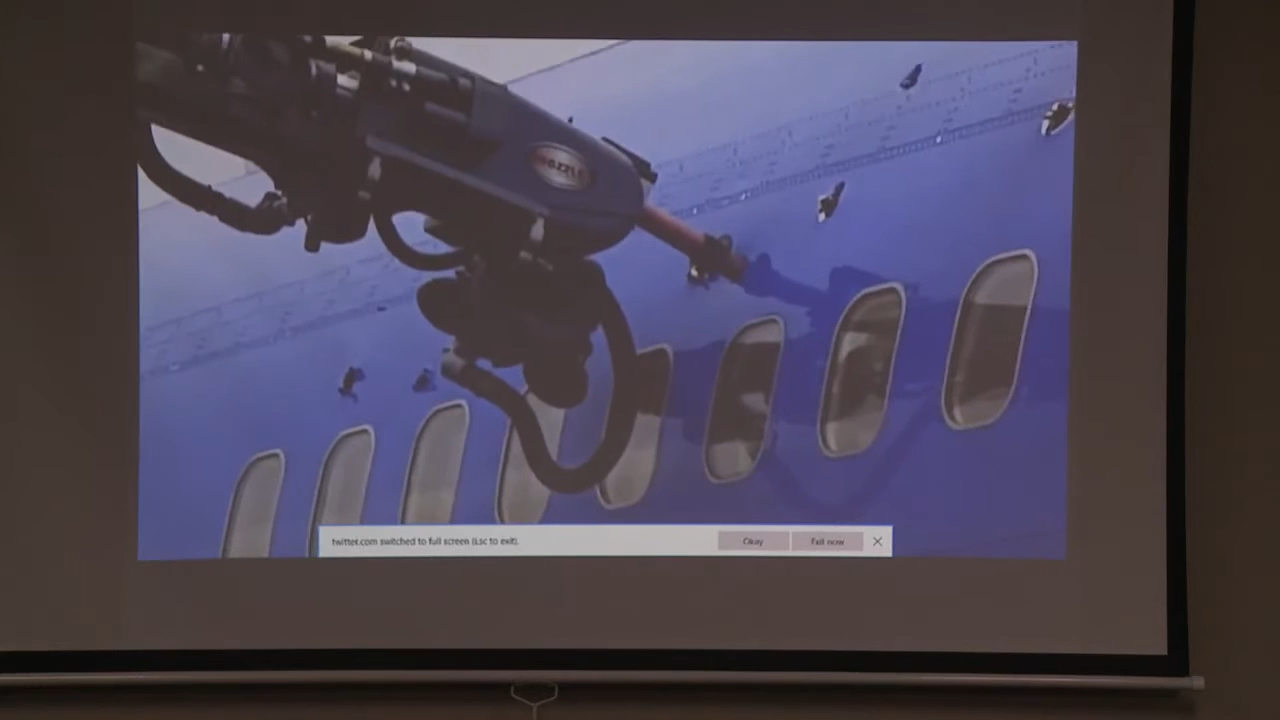 twitter.com switched to full screen (Esc to exit).
Okay
Exit now